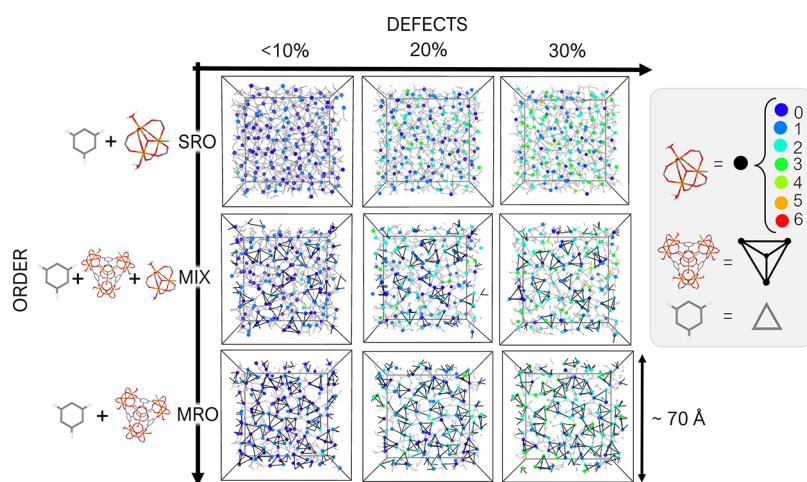 DEFECTS
<10% 20% 30%
+ SRO
+ + MIX
+ MRO
ORDER
~ 70 Å
=
0
1
2
3
4
5
6
=
=